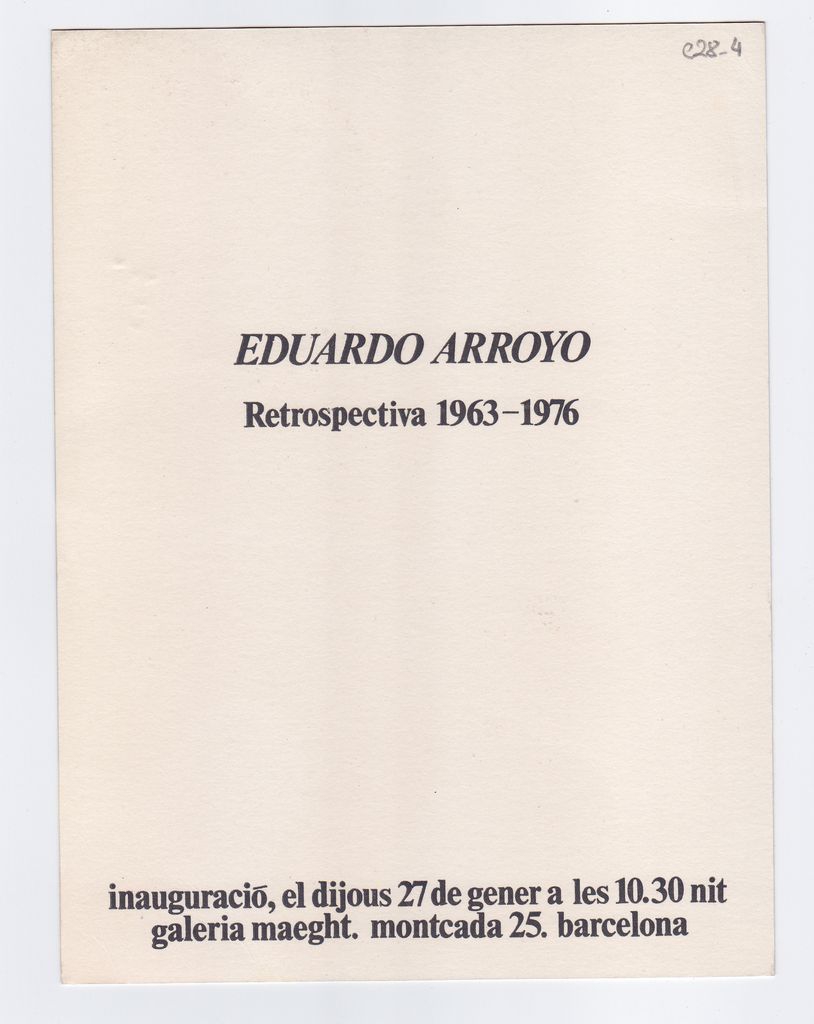 c28-4
EDUARDO ARROYO
Retrospectiva 1963-1976
inauguració, el dijous 27 de gener a les 10.30 nit
galeria maeght. montcada 25. barcelona